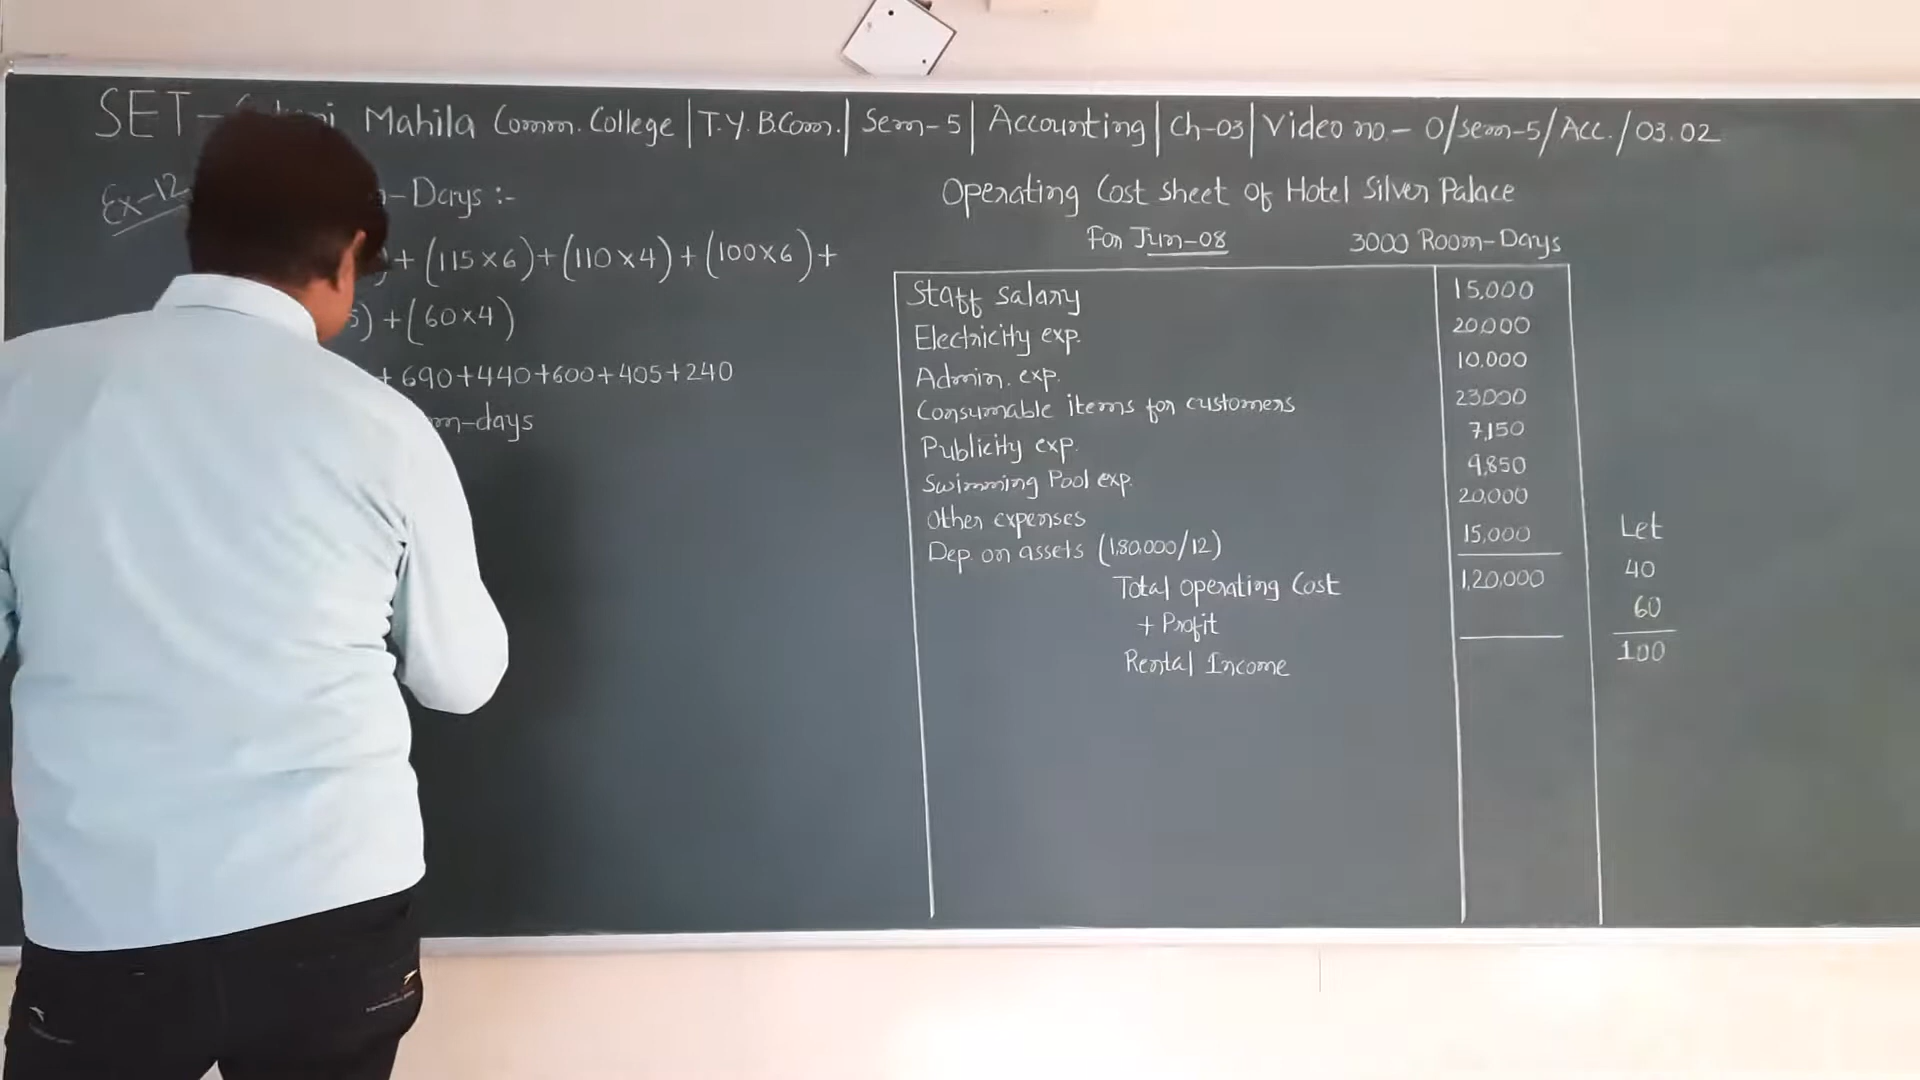 SET- Mahila Comm. College | T.Y. B.Com. | Sem-5 | Accounting | Ch-03 | Video no.- O/sem-5/Acc./03.02
Ex-12
-Days :-
+ (115×6) + (110×4) + (100×6) +
5) + (60×4)
+ 690+440+600+405+240
m-days
Operating Cost sheet of Hotel Silver Palace
For Jun-08 3000 Room-Days
Staff salary 15,000
Electricity exp. 20,000
Admin. exp. 10,000
Consumable items for customers 23,000
Publicity exp. 7,150
Swimming Pool exp. 9,850
Other expenses 20,000
Dep. on assets (1,80,000/12) 15,000
Total operating Cost 1,20,000
+ Profit
Rental Income
Let
40
60
100